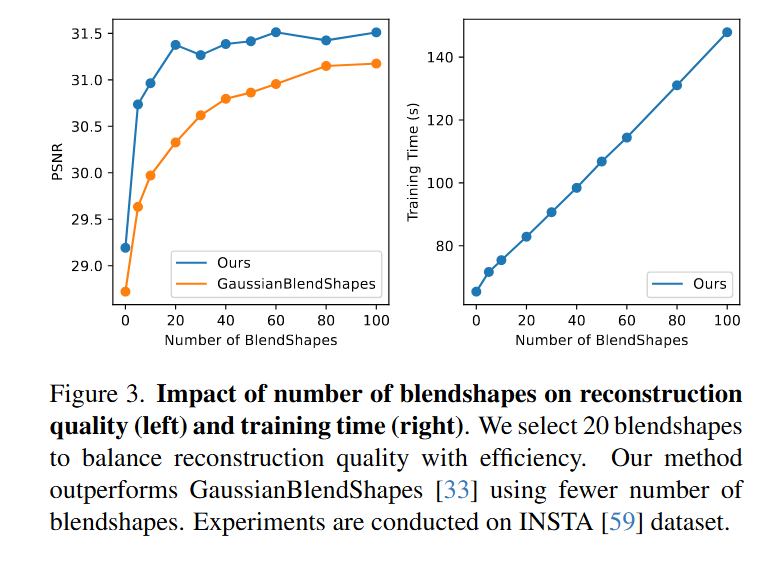 31.5
31.0
30.5
30.0
29.5
29.0
PSNR
0 20 40 60 80 100
Number of BlendShapes
Ours
GaussianBlendShapes
140
120
100
80
Training Time (s)
0 20 40 60 80 100
Number of BlendShapes
Ours
Figure 3. Impact of number of blendshapes on reconstruction
quality (left) and training time (right). We select 20 blendshapes
to balance reconstruction quality with efficiency. Our method
outperforms GaussianBlendShapes [33] using fewer number of
blendshapes. Experiments are conducted on INSTA [59] dataset.